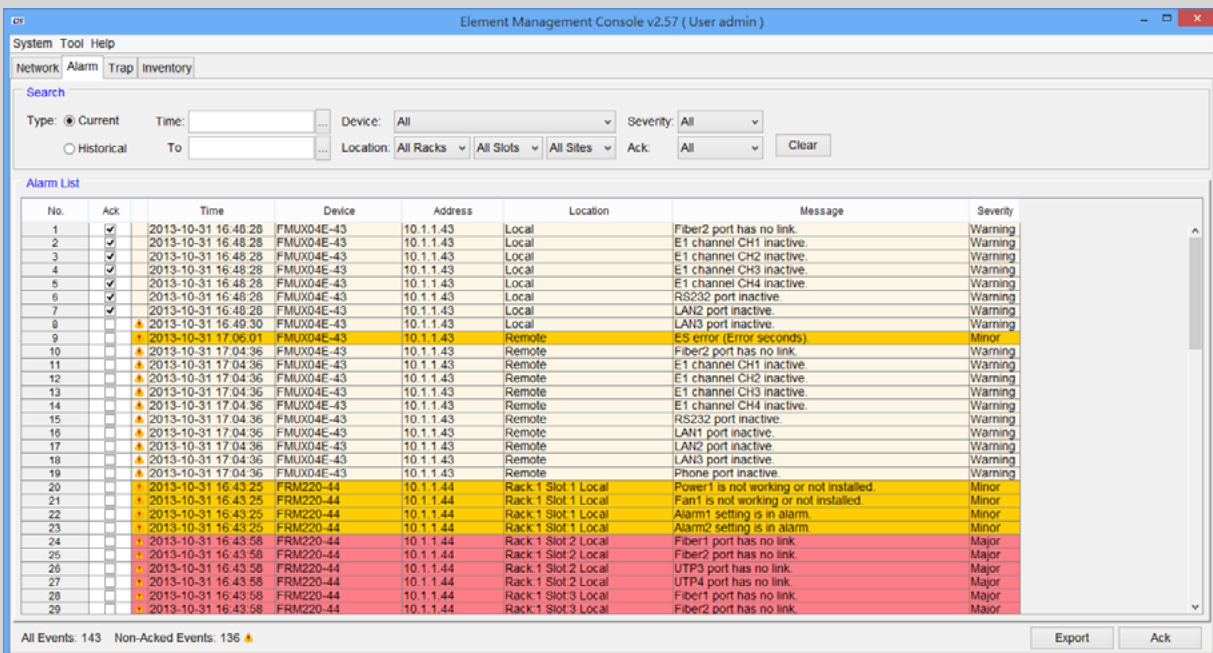 Element Management Console v2.57 ( User admin )
System Tool Help
Network Alarm Trap Inventory
Search
Type: Current Time: ... Device: All Severity: All
Historical To ... Location: All Racks All Slots All Sites Ack: All Clear
Alarm List
No. Ack Time Device Address Location Message Severity
1 2013-10-31 16:48:28 FMUX04E-43 10.1.1.43 Local Fiber2 port has no link. Warning
2 2013-10-31 16:48:28 FMUX04E-43 10.1.1.43 Local E1 channel CH1 inactive. Warning
3 2013-10-31 16:48:28 FMUX04E-43 10.1.1.43 Local E1 channel CH2 inactive. Warning
4 2013-10-31 16:48:28 FMUX04E-43 10.1.1.43 Local E1 channel CH3 inactive. Warning
5 2013-10-31 16:48:28 FMUX04E-43 10.1.1.43 Local E1 channel CH4 inactive. Warning
6 2013-10-31 16:48:28 FMUX04E-43 10.1.1.43 Local RS232 port inactive. Warning
7 2013-10-31 16:48:28 FMUX04E-43 10.1.1.43 Local LAN2 port inactive. Warning
8 2013-10-31 16:49:30 FMUX04E-43 10.1.1.43 Local LAN3 port inactive. Warning
9 2013-10-31 17:06:01 FMUX04E-43 10.1.1.43 Remote ES error (Error seconds). Minor
10 2013-10-31 17:04:36 FMUX04E-43 10.1.1.43 Remote Fiber2 port has no link. Warning
11 2013-10-31 17:04:36 FMUX04E-43 10.1.1.43 Remote E1 channel CH1 inactive. Warning
12 2013-10-31 17:04:36 FMUX04E-43 10.1.1.43 Remote E1 channel CH2 inactive. Warning
13 2013-10-31 17:04:36 FMUX04E-43 10.1.1.43 Remote E1 channel CH3 inactive. Warning
14 2013-10-31 17:04:36 FMUX04E-43 10.1.1.43 Remote E1 channel CH4 inactive. Warning
15 2013-10-31 17:04:36 FMUX04E-43 10.1.1.43 Remote RS232 port inactive. Warning
16 2013-10-31 17:04:36 FMUX04E-43 10.1.1.43 Remote LAN1 port inactive. Warning
17 2013-10-31 17:04:36 FMUX04E-43 10.1.1.43 Remote LAN2 port inactive. Warning
18 2013-10-31 17:04:36 FMUX04E-43 10.1.1.43 Remote LAN3 port inactive. Warning
19 2013-10-31 17:04:36 FMUX04E-43 10.1.1.43 Remote Phone port inactive. Warning
20 2013-10-31 16:43:25 FRM220-44 10.1.1.44 Rack:1 Slot:1 Local Power1 is not working or not installed. Minor
21 2013-10-31 16:43:25 FRM220-44 10.1.1.44 Rack:1 Slot:1 Local Fan1 is not working or not installed. Minor
22 2013-10-31 16:43:25 FRM220-44 10.1.1.44 Rack:1 Slot:1 Local Alarm1 setting is in alarm. Minor
23 2013-10-31 16:43:25 FRM220-44 10.1.1.44 Rack:1 Slot:1 Local Alarm2 setting is in alarm. Minor
24 2013-10-31 16:43:58 FRM220-44 10.1.1.44 Rack:1 Slot:2 Local Fiber1 port has no link. Major
25 2013-10-31 16:43:58 FRM220-44 10.1.1.44 Rack:1 Slot:2 Local Fiber2 port has no link. Major
26 2013-10-31 16:43:58 FRM220-44 10.1.1.44 Rack:1 Slot:2 Local UTP3 port has no link. Major
27 2013-10-31 16:43:58 FRM220-44 10.1.1.44 Rack:1 Slot:2 Local UTP4 port has no link. Major
28 2013-10-31 16:43:58 FRM220-44 10.1.1.44 Rack:1 Slot:3 Local Fiber1 port has no link. Major
29 2013-10-31 16:43:58 FRM220-44 10.1.1.44 Rack:1 Slot:3 Local Fiber2 port has no link. Major
All Events: 143 Non-Acked Events: 136 Export Ack